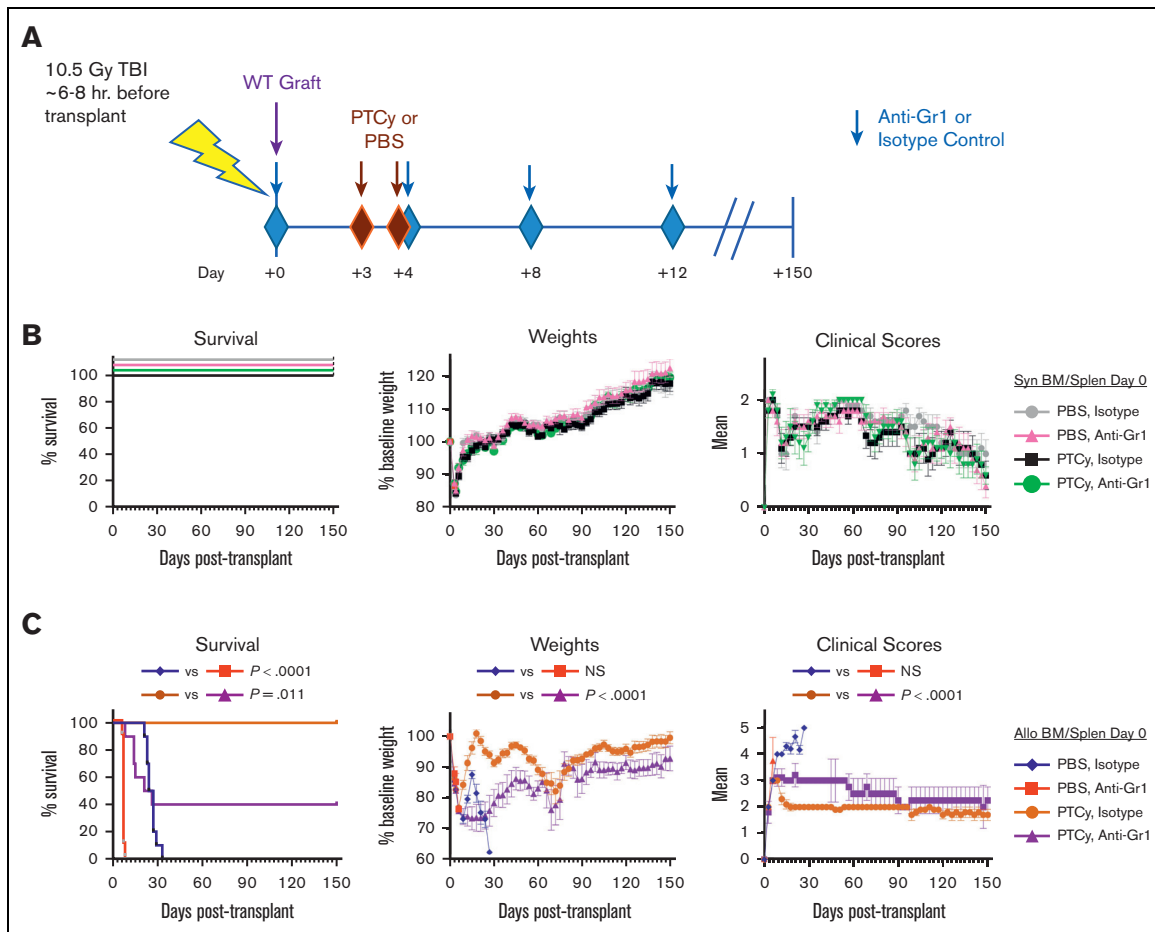 A
10.5 Gy TBI
~6-8 hr. before
transplant
WT Graft
PTCy or
PBS
Anti-Gr1 or
Isotype Control
Day
+0
+3
+4
+8
+12
+150
B
Survival
% survival
100
80
60
40
20
0
0 30 60 90 120 150
Days post-transplant
Weights
% baseline weight
120
110
100
90
80
0 30 60 90 120 150
Days post-transplant
Clinical Scores
Mean
2
1
0
0 30 60 90 120 150
Days post-transplant
Syn BM/Splen Day 0
PBS, Isotype
PBS, Anti-Gr1
PTCy, Isotype
PTCy, Anti-Gr1
C
Survival
vs P < .0001
vs P = .011
% survival
100
80
60
40
20
0
0 30 60 90 120 150
Days post-transplant
Weights
vs NS
vs P < .0001
% baseline weight
100
90
80
70
60
0 30 60 90 120 150
Days post-transplant
Clinical Scores
vs NS
vs P < .0001
Mean
5
4
3
2
1
0
0 30 60 90 120 150
Days post-transplant
Allo BM/Splen Day 0
PBS, Isotype
PBS, Anti-Gr1
PTCy, Isotype
PTCy, Anti-Gr1